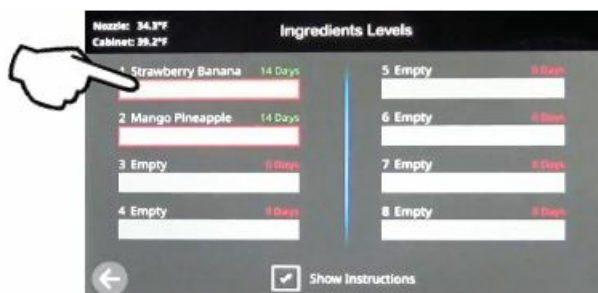 Nozzle: 34.3°F
Cabinet: 39.2°F
Ingredients Levels
1 Strawberry Banana 14 Days
2 Mango Pineapple 14 Days
3 Empty 0 Days
4 Empty 0 Days
5 Empty 0 Days
6 Empty 0 Days
7 Empty 0 Days
8 Empty 0 Days
Show Instructions